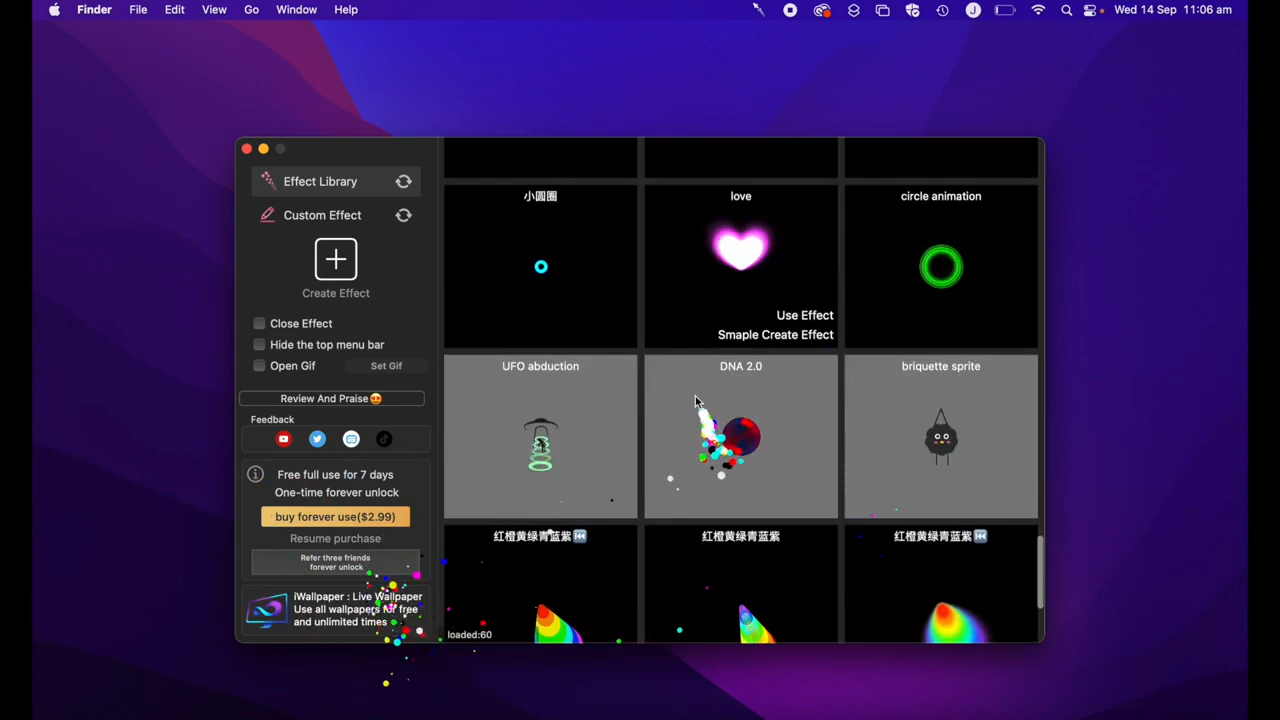 Finder File Edit View Go Window Help
J
Wed 14 Sep 11:06 am
Effect Library
Custom Effect
Create Effect
Close Effect
Hide the top menu bar
Open Gif
Set Gif
Review And Praise😍
Feedback
Free full use for 7 days
One-time forever unlock
buy forever use($2.99)
Resume purchase
Refer three friends
forever unlock
iWallpaper : Live Wallpaper
Use all wallpapers for free
and unlimited times
小圆圈
love
circle animation
Use Effect
Smaple Create Effect
UFO abduction
DNA 2.0
briquette sprite
红橙黄绿青蓝紫⏮
红橙黄绿青蓝紫
红橙黄绿青蓝紫⏮
loaded:60